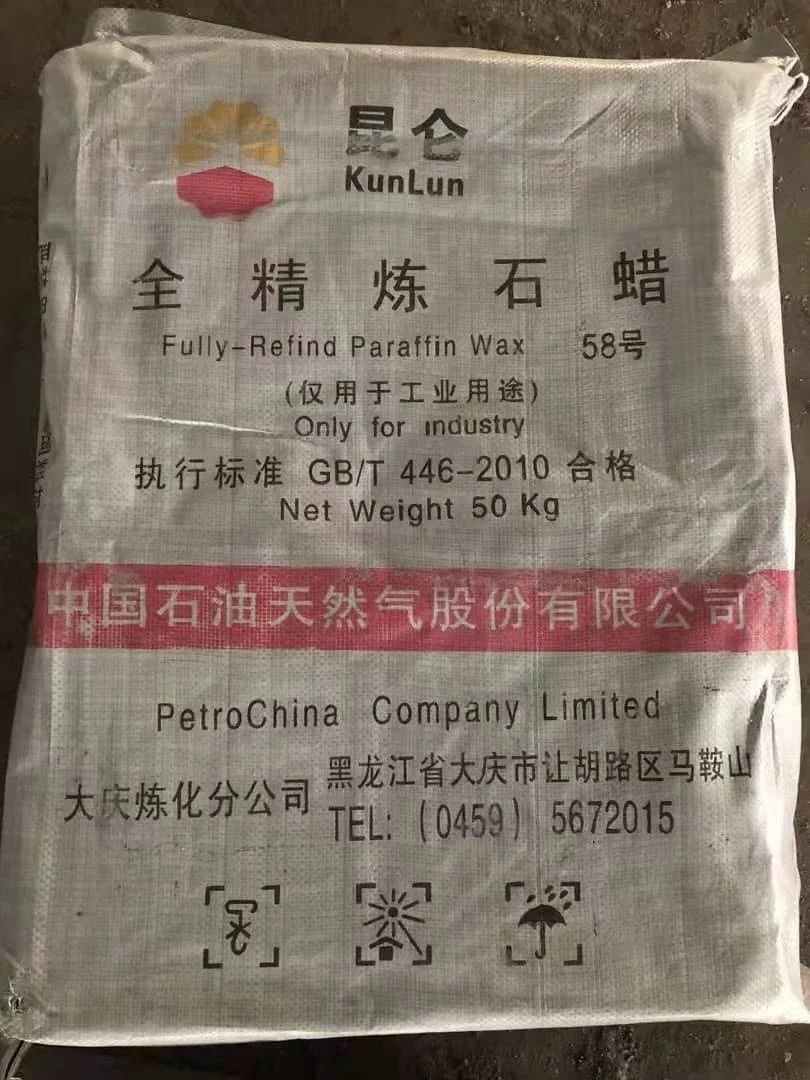 昆仑
KunLun
全精炼石蜡
Fully-Refind Paraffin Wax 58号
(仅用于工业用途)
Only for industry
执行标准 GB/T 446-2010 合格
Net Weight 50 Kg
中国石油天然气股份有限公司
PetroChina Company Limited
大庆炼化分公司
黑龙江省大庆市让胡路区马鞍山
TEL: (0459) 5672015